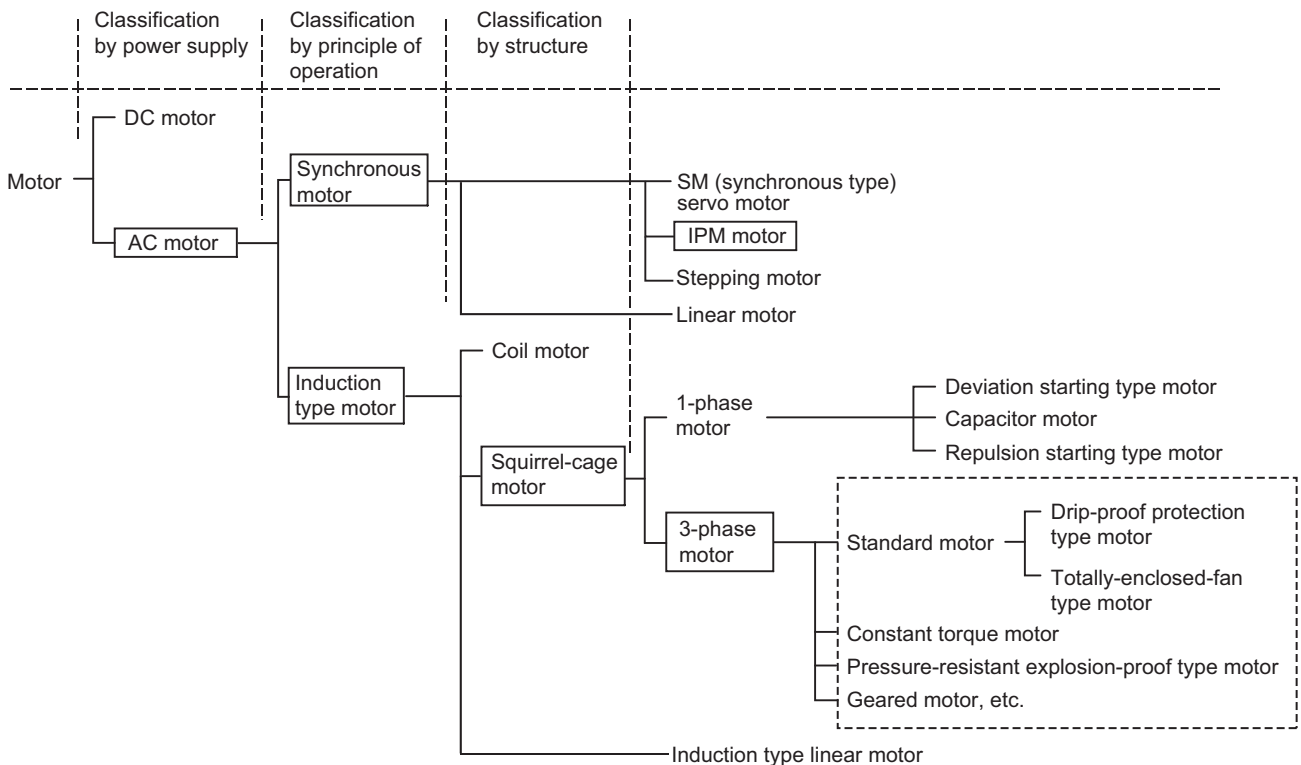 Classification
by power supply
Classification
by principle of
operation
Classification
by structure
Motor
DC motor
AC motor
Synchronous
motor
SM (synchronous type)
servo motor
IPM motor
Stepping motor
Linear motor
Induction
type motor
Coil motor
Squirrel-cage
motor
1-phase
motor
Deviation starting type motor
Capacitor motor
Repulsion starting type motor
3-phase
motor
Standard motor
Drip-proof protection
type motor
Totally-enclosed-fan
type motor
Constant torque motor
Pressure-resistant explosion-proof type motor
Geared motor, etc.
Induction type linear motor